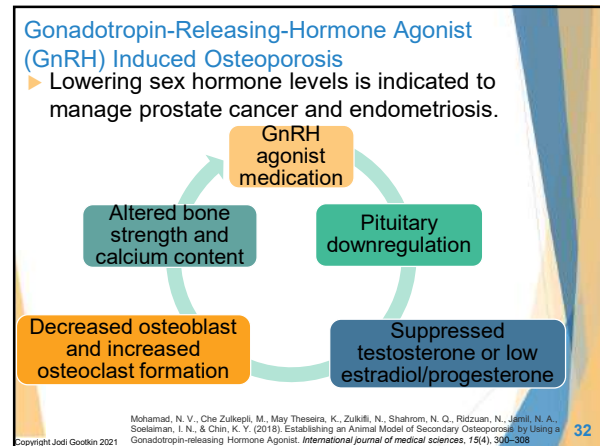 Gonadotropin-Releasing-Hormone Agonist
(GnRH) Induced Osteoporosis
Lowering sex hormone levels is indicated to
manage prostate cancer and endometriosis.
GnRH
agonist
medication
Pituitary
downregulation
Suppressed
testosterone or low
estradiol/progesterone
Decreased osteoblast
and increased
osteoclast formation
Altered bone
strength and
calcium content
Mohamad, N. V., Che Zulkepli, M., May Theseira, K., Zulkifli, N., Shahrom, N. Q., Ridzuan, N., Jamil, N. A.,
Soelaiman, I. N., & Chin, K. Y. (2018). Establishing an Animal Model of Secondary Osteoporosis by Using a
Gonadotropin-releasing Hormone Agonist. International journal of medical sciences, 15(4), 300–308
Copyright Jodi Gootkin 2021
32